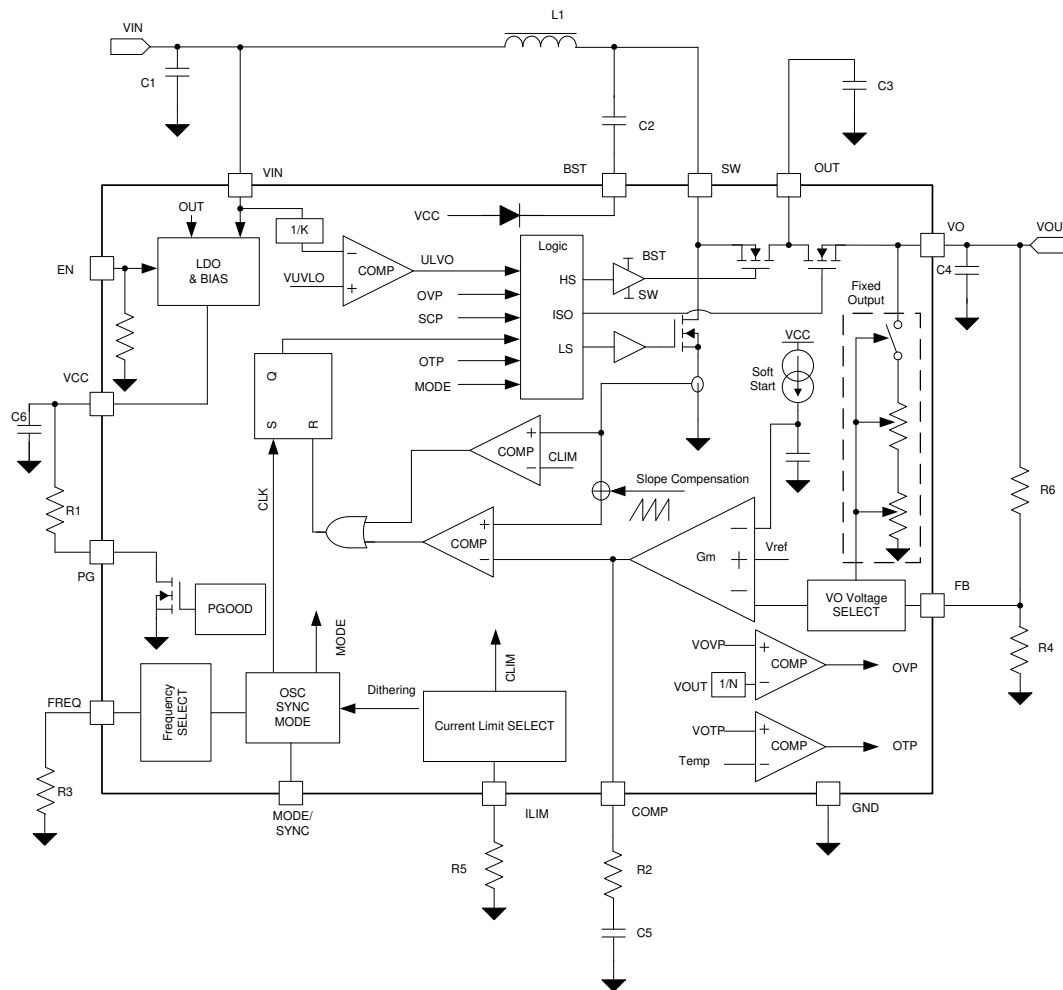 L1
VIN
C1
C2
C3
VIN
BST
SW
OUT
OUT
VCC
1/K
Logic
BST
VO
VOU
EN
LDO
& BIAS
COMP
ULVO
HS
C4
VUVLO
SW
Fixed
Output
OVP
SCP
ISO
VCC
LS
VCC
Q
OTP
Soft
Start
MODE
C6
S
R
COMP
CLIM
Slope Compensation
R1
CLK
R6
COMP
Gm
Vref
PG
PGOOD
VO Voltage
SELECT
FB
MODE
VOVP
COMP
OVP
R4
CLIM
VOUT
1/N
FREQ
Frequency
SELECT
OSC
SYNC
MODE
Dithering
Current Limit SELECT
VOTP
COMP
OTP
Temp
R3
MODE/
SYNC
ILIM
COMP
GND
R5
R2
C5